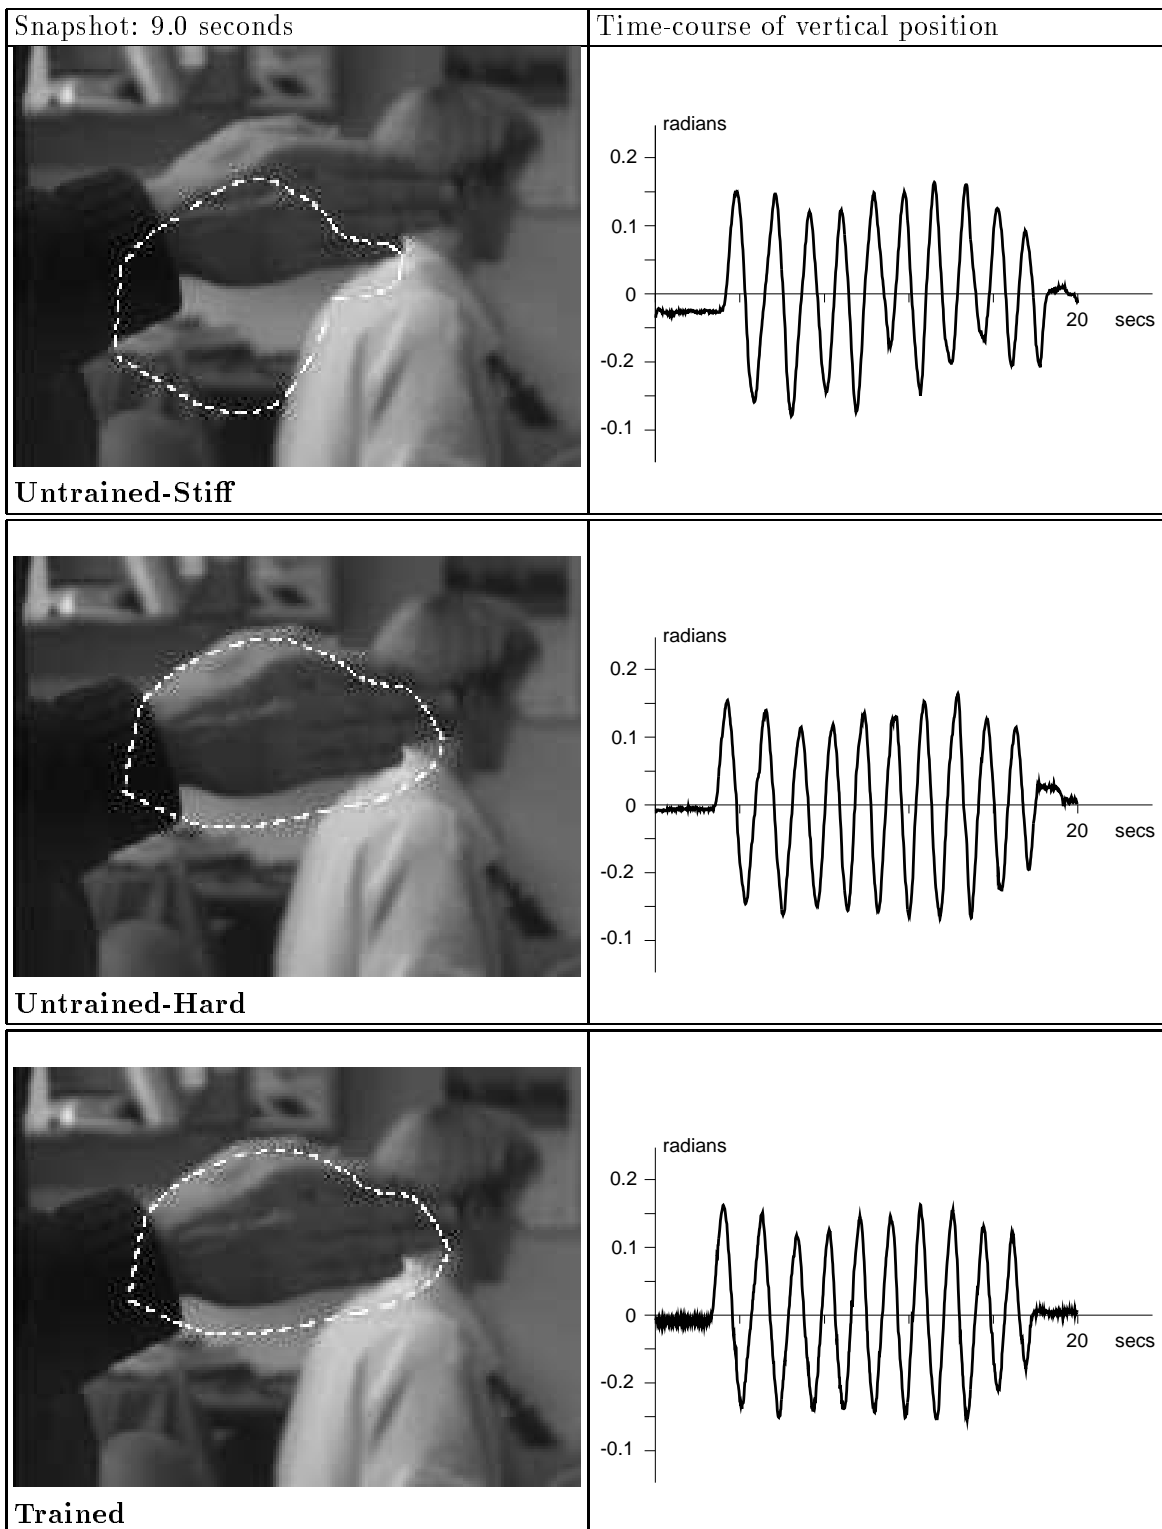 Snapshot: 9.0 seconds
Time-course of vertical position
radians
0.2
0.1
0
-0.2
-0.1
20 secs
Untrained-Stiff
radians
0.2
0.1
0
-0.2
-0.1
20 secs
Untrained-Hard
radians
0.2
0.1
0
-0.2
-0.1
20 secs
Trained